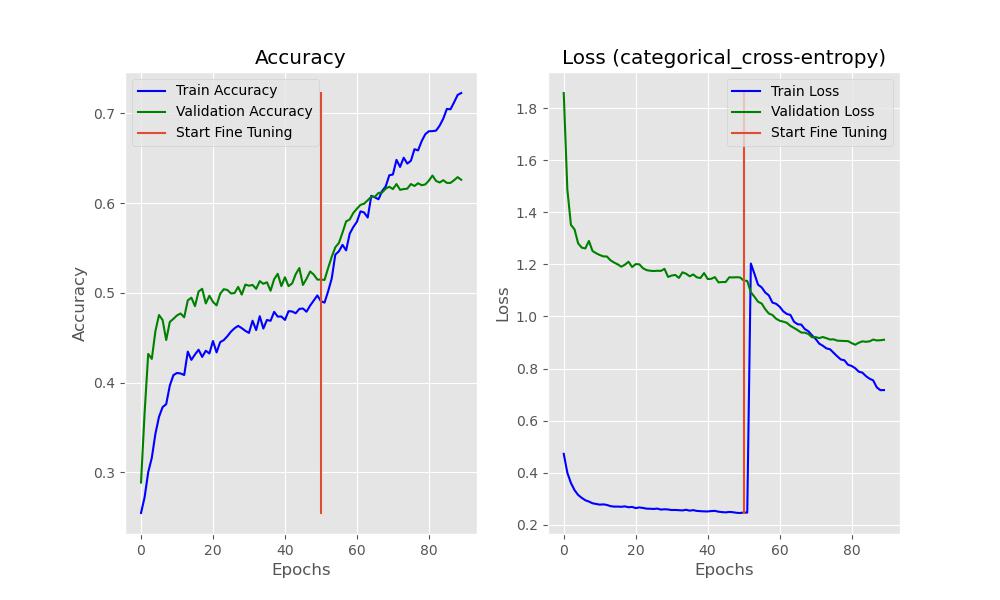 Accuracy
Train Accuracy
Validation Accuracy
Start Fine Tuning
0.7
0.6
0.5
0.4
0.3
Accuracy
0
20
40
60
80
Epochs
Loss (categorical_cross-entropy)
Train Loss
Validation Loss
Start Fine Tuning
1.8
1.6
1.4
1.2
1.0
0.8
0.6
0.4
0.2
Loss
0
20
40
60
80
Epochs